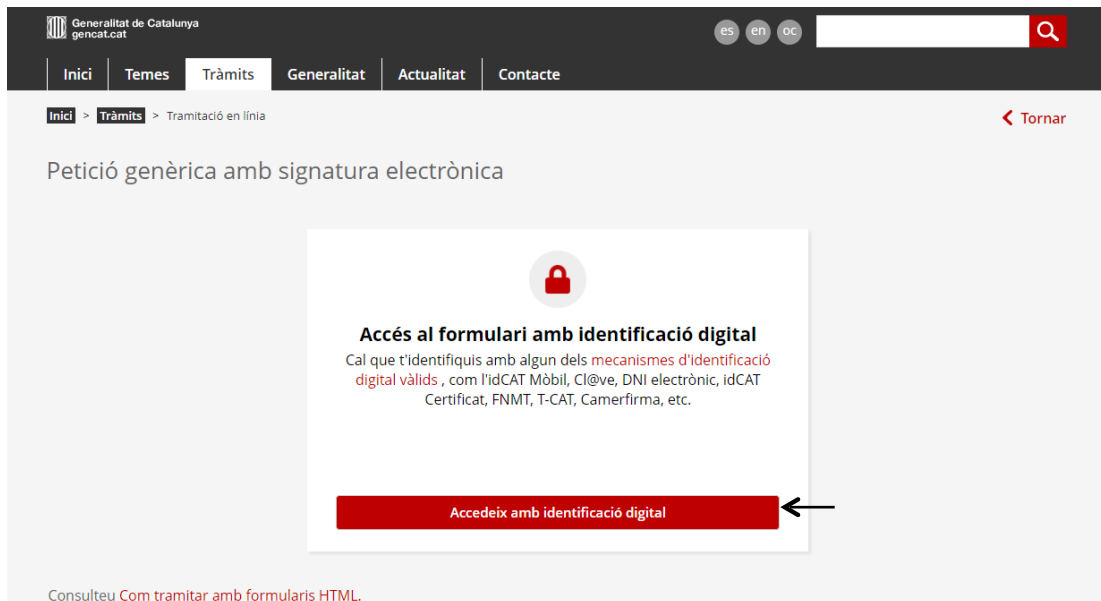 Generalitat de Catalunya
gencat.cat
es en oc
Inici Temes Tràmits Generalitat Actualitat Contacte
Inici > Tràmits > Tramitació en línia
Tornar
Petició genèrica amb signatura electrònica
Accés al formulari amb identificació digital
Cal que t'identifiquis amb algun dels mecanismes d'identificació
digital vàlids , com l'idCAT Mòbil, Cl@ve, DNI electrònic, idCAT
Certificat, FNMT, T-CAT, Camerfirma, etc.
Accedeix amb identificació digital
Consulteu Com tramitar amb formularis HTML.